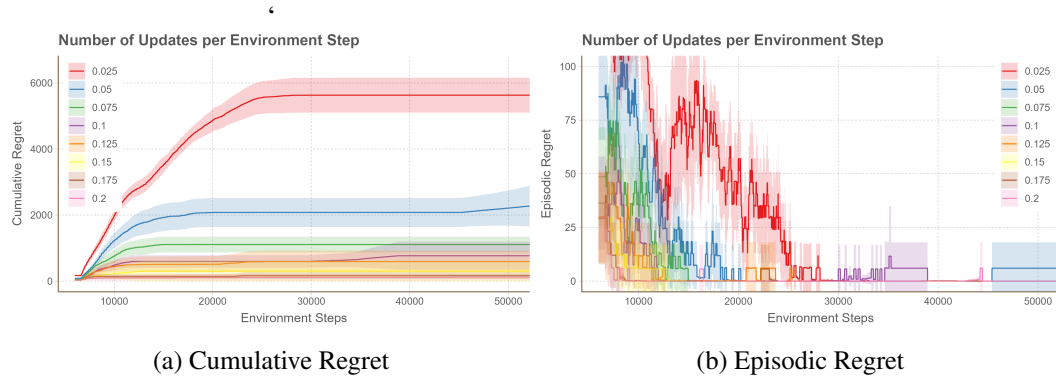 ‘
Number of Updates per Environment Step
0.025
0.05
0.075
0.1
0.125
0.15
0.175
0.2
6000
4000
2000
0
Cumulative Regret
10000 20000 30000 40000 50000
Environment Steps
(a) Cumulative Regret
Number of Updates per Environment Step
100
75
50
25
0
Episodic Regret
0.025
0.05
0.075
0.1
0.125
0.15
0.175
0.2
10000 20000 30000 40000 50000
Environment Steps
(b) Episodic Regret